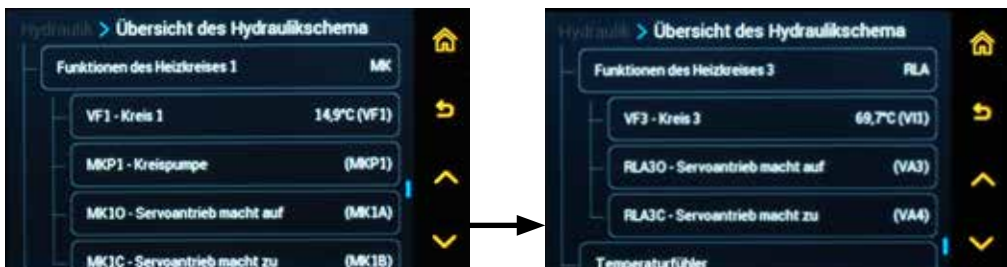 Hydraulik > Übersicht des Hydraulikschema
Funktionen des Heizkreises 1 MK
VF1 - Kreis 1 14,9°C (VF1)
MKP1 - Kreispumpe (MKP1)
MK1O - Servoantrieb macht auf (MK1A)
MK1C - Servoantrieb macht zu (MK1B)
Hydraulik > Übersicht des Hydraulikschema
Funktionen des Heizkreises 3 RLA
VF3 - Kreis 3 69,7°C (VI1)
RLA3O - Servoantrieb macht auf (VA3)
RLA3C - Servoantrieb macht zu (VA4)
Temperaturfühler